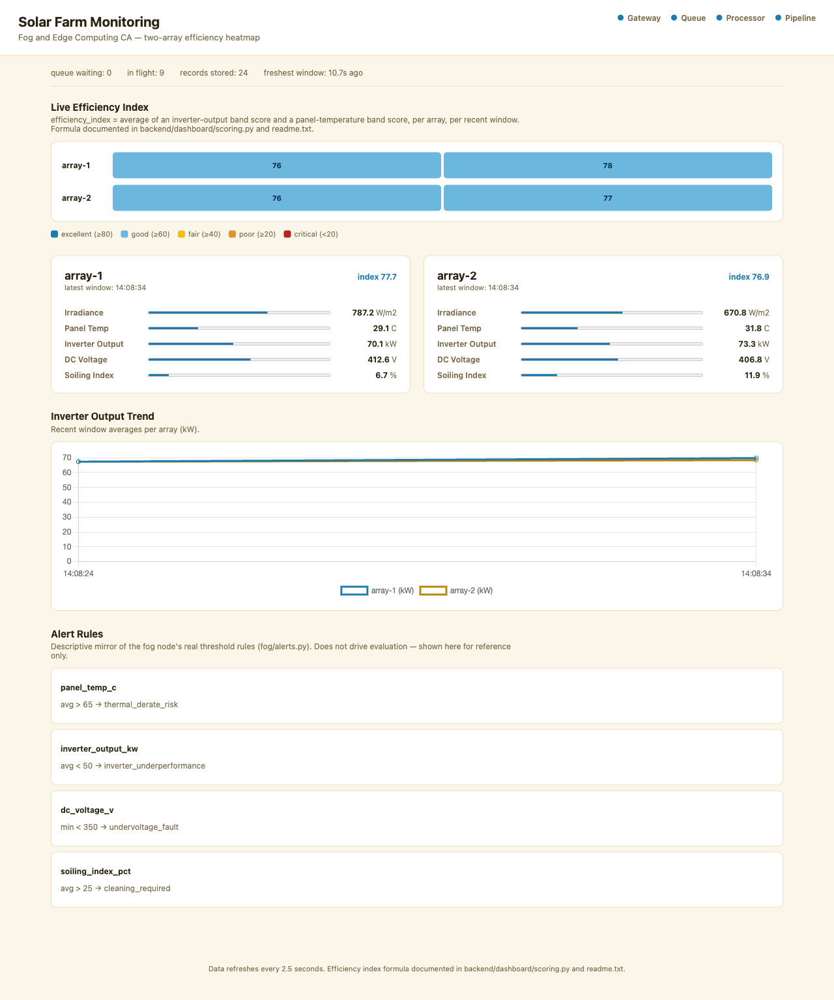 Solar Farm Monitoring
Fog and Edge Computing CA — two-array efficiency heatmap
Gateway Queue Processor Pipeline
queue waiting: 0 in flight: 9 records stored: 24 freshest window: 10.7s ago
Live Efficiency Index
efficiency_index = average of an inverter-output band score and a panel-temperature band score, per array, per recent window.
Formula documented in backend/dashboard/scoring.py and readme.txt.
array-1 76 78
array-2 76 77
excellent (≥80) good (≥60) fair (≥40) poor (≥20) critical (<20)
array-1 index 77.7
latest window: 14:08:34
Irradiance 787.2 W/m2
Panel Temp 29.1 C
Inverter Output 70.1 kW
DC Voltage 412.6 V
Soiling Index 6.7 %
array-2 index 76.9
latest window: 14:08:34
Irradiance 670.8 W/m2
Panel Temp 31.8 C
Inverter Output 73.3 kW
DC Voltage 406.8 V
Soiling Index 11.9 %
Inverter Output Trend
Recent window averages per array (kW).
70
60
50
40
30
20
10
0
14:08:24 14:08:34
array-1 (kW) array-2 (kW)
Alert Rules
Descriptive mirror of the fog node's real threshold rules (fog/alerts.py). Does not drive evaluation — shown here for reference
only.
panel_temp_c
avg > 65 → thermal_derate_risk
inverter_output_kw
avg < 50 → inverter_underperformance
dc_voltage_v
min < 350 → undervoltage_fault
soiling_index_pct
avg > 25 → cleaning_required
Data refreshes every 2.5 seconds. Efficiency index formula documented in backend/dashboard/scoring.py and readme.txt.